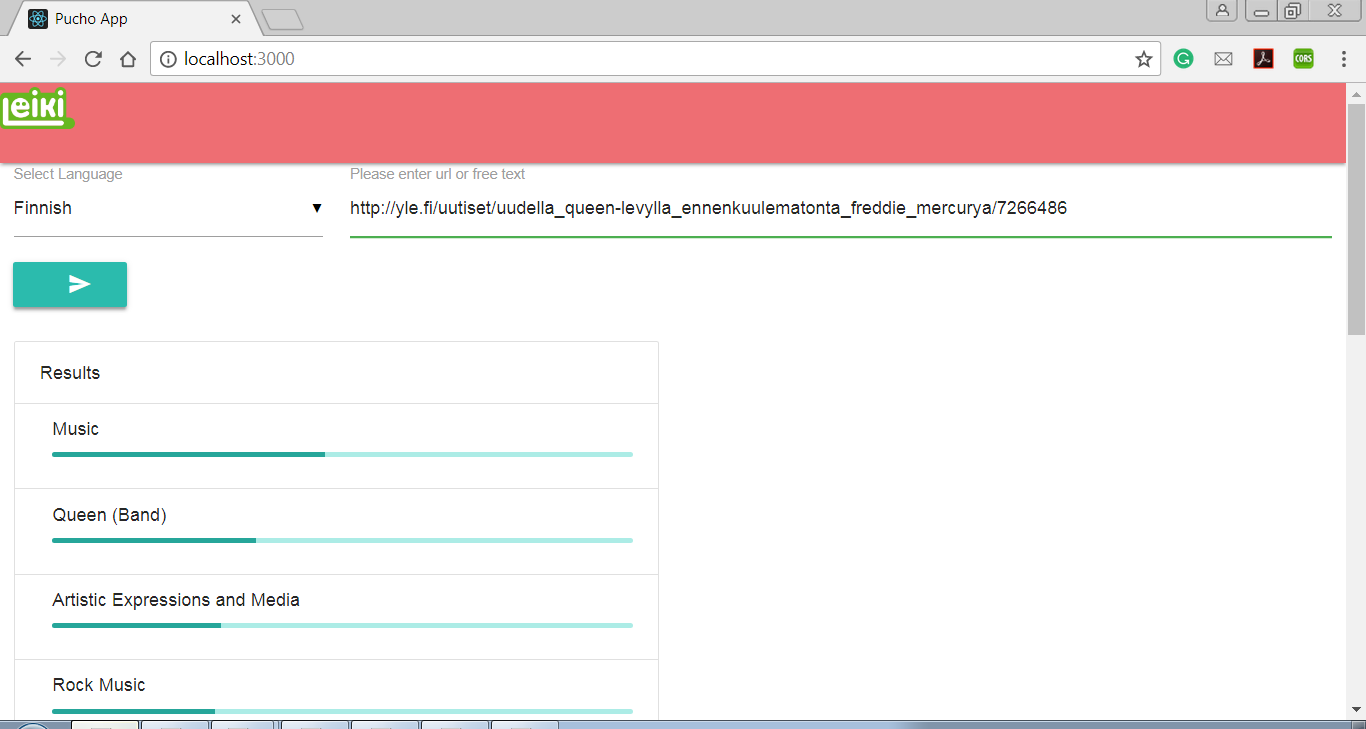 Pucho App
localhost:3000
CORS
leiki
Select Language
Please enter url or free text
Finnish
http://yle.fi/uutiset/uudella_queen-levylla_ennenkuulematonta_freddie_mercurya/7266486
Results
Music
Queen (Band)
Artistic Expressions and Media
Rock Music